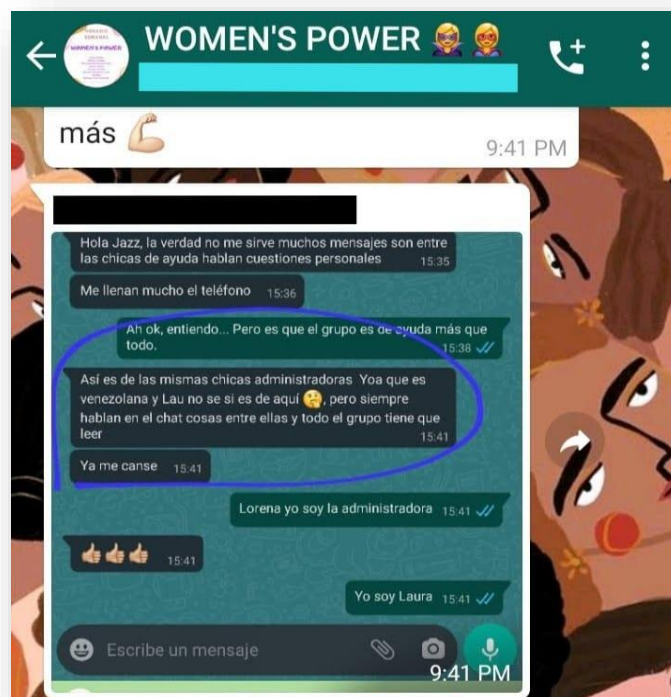 WOMEN'S POWER
más 💪🏼
9:41 PM
Hola Jazz, la verdad no me sirve muchos mensajes son entre
las chicas de ayuda hablan cuestiones personales 15:35
Me llenan mucho el teléfono 15:36
Ah ok, entiendo... Pero es que el grupo es de ayuda más que
todo. 15:38
Así es de las mismas chicas administradoras Yoa que es
venezolana y Lau no se si es de aquí 🤔, pero siempre
hablan en el chat cosas entre ellas y todo el grupo tiene que
leer 15:41
Ya me canse 15:41
Lorena yo soy la administradora 15:41
👍🏼👍🏼👍🏼 15:41
Yo soy Laura 15:41
Escribe un mensaje
9:41 PM